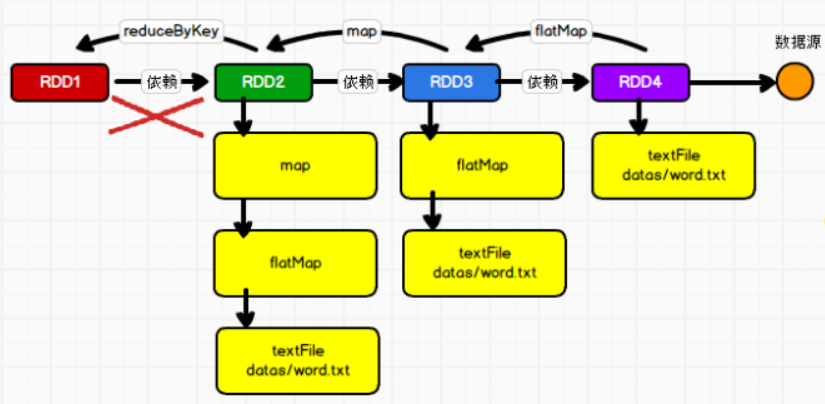 reduceByKey
map
flatMap
数据源
RDD1
依赖
RDD2
依赖
RDD3
依赖
RDD4
map
flatMap
textFile
datas/word.txt
flatMap
textFile
datas/word.txt
textFile
datas/word.txt